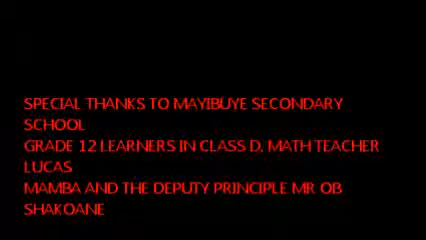 SPECIAL THANKS TO MAYIBUYE SECONDARY
SCHOOL
GRADE 12 LEARNERS IN CLASS D, MATH TEACHER
LUCAS
MAMBA AND THE DEPUTY PRINCIPLE MR OB
SHAKOANE